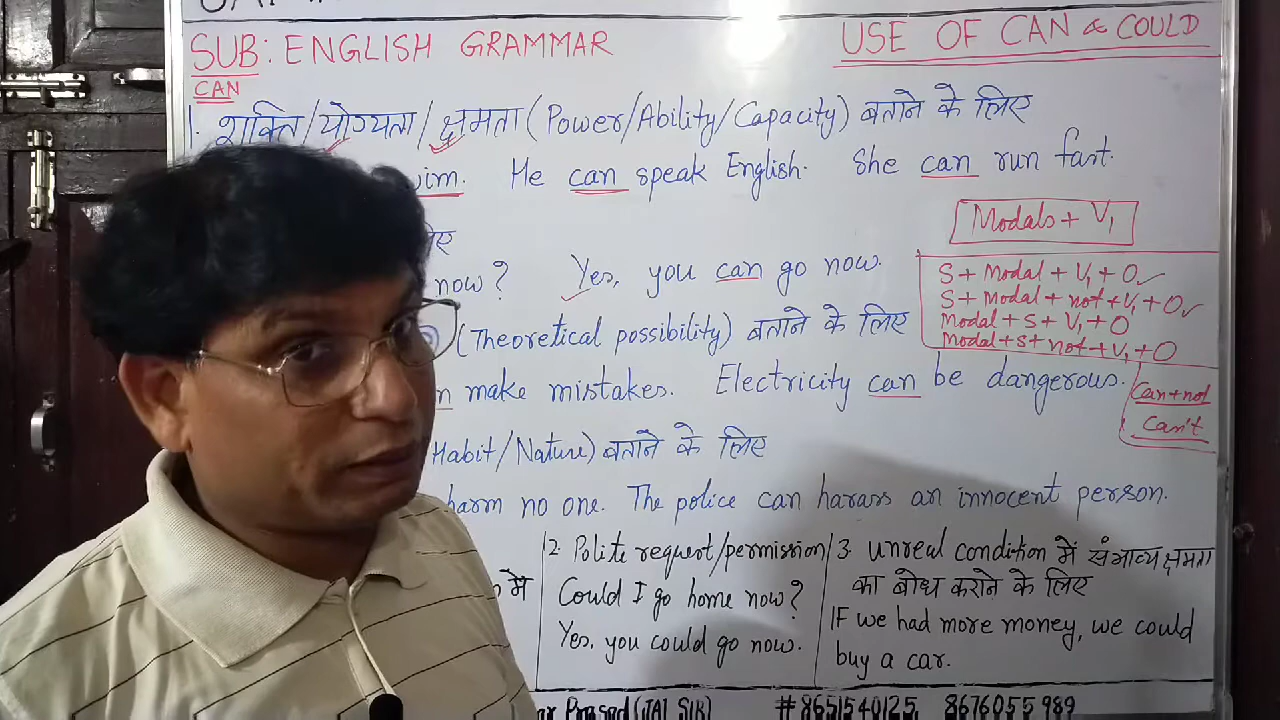 SUB: ENGLISH GRAMMAR
USE OF CAN & COULD
CAN
1. शक्ति/योग्यता/क्षमता (Power/Ability/Capacity) बताने के लिए
wim. He can speak English. She can run fast.
Modals + V1
now? Yes, you can go now.
S + Modal + V1 + O ✓
S + Modal + not + V1 + O ✓
Modal + S + V1 + O
Modal + S + not + V1 + O
(Theoretical possibility) बताने के लिए
n make mistakes. Electricity can be dangerous.
Can + not
Can't
Habit/Nature) बताने के लिए
harm no one. The police can harass an innocent person.
में
2. Polite request/permission
Could I go home now?
Yes, you could go now.
3. Unreal condition में संभाव्य क्षमता
का बोध कराने के लिए
If we had more money, we could
buy a car.
ar Prasad (JAI SIR) # 8651540125, 8676055989